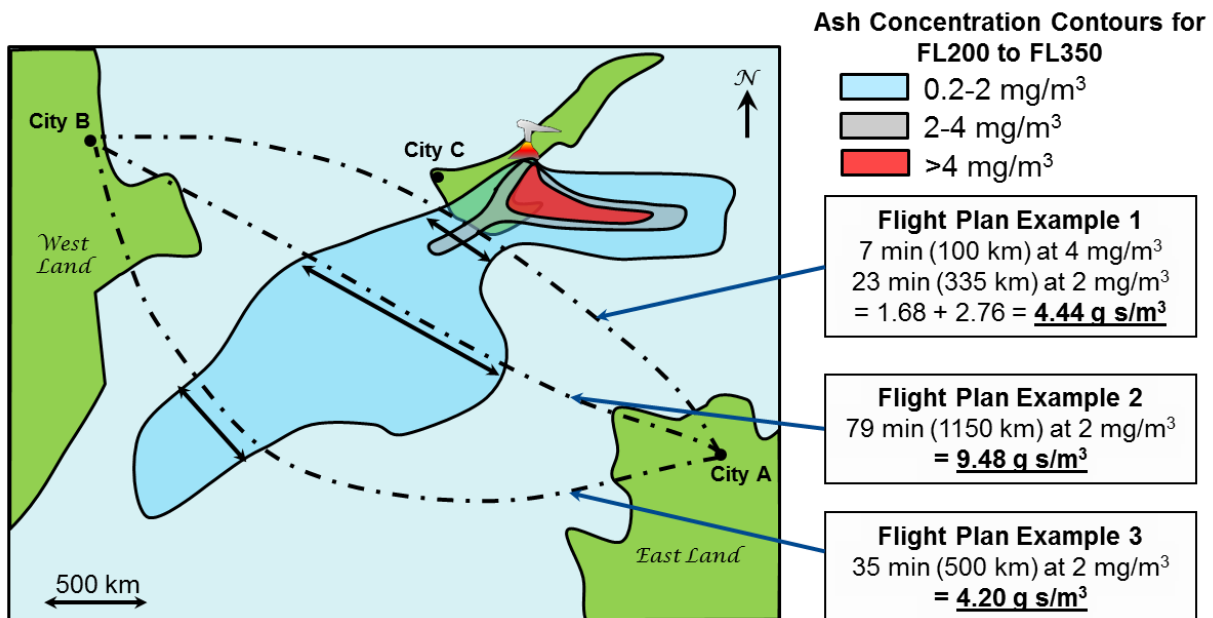 Ash Concentration Contours for
FL200 to FL350
0.2-2 mg/m³
2-4 mg/m³
>4 mg/m³
N
City B
City C
West
Land
City A
East Land
500 km
Flight Plan Example 1
7 min (100 km) at 4 mg/m³
23 min (335 km) at 2 mg/m³
= 1.68 + 2.76 = 4.44 g s/m³
Flight Plan Example 2
79 min (1150 km) at 2 mg/m³
= 9.48 g s/m³
Flight Plan Example 3
35 min (500 km) at 2 mg/m³
= 4.20 g s/m³